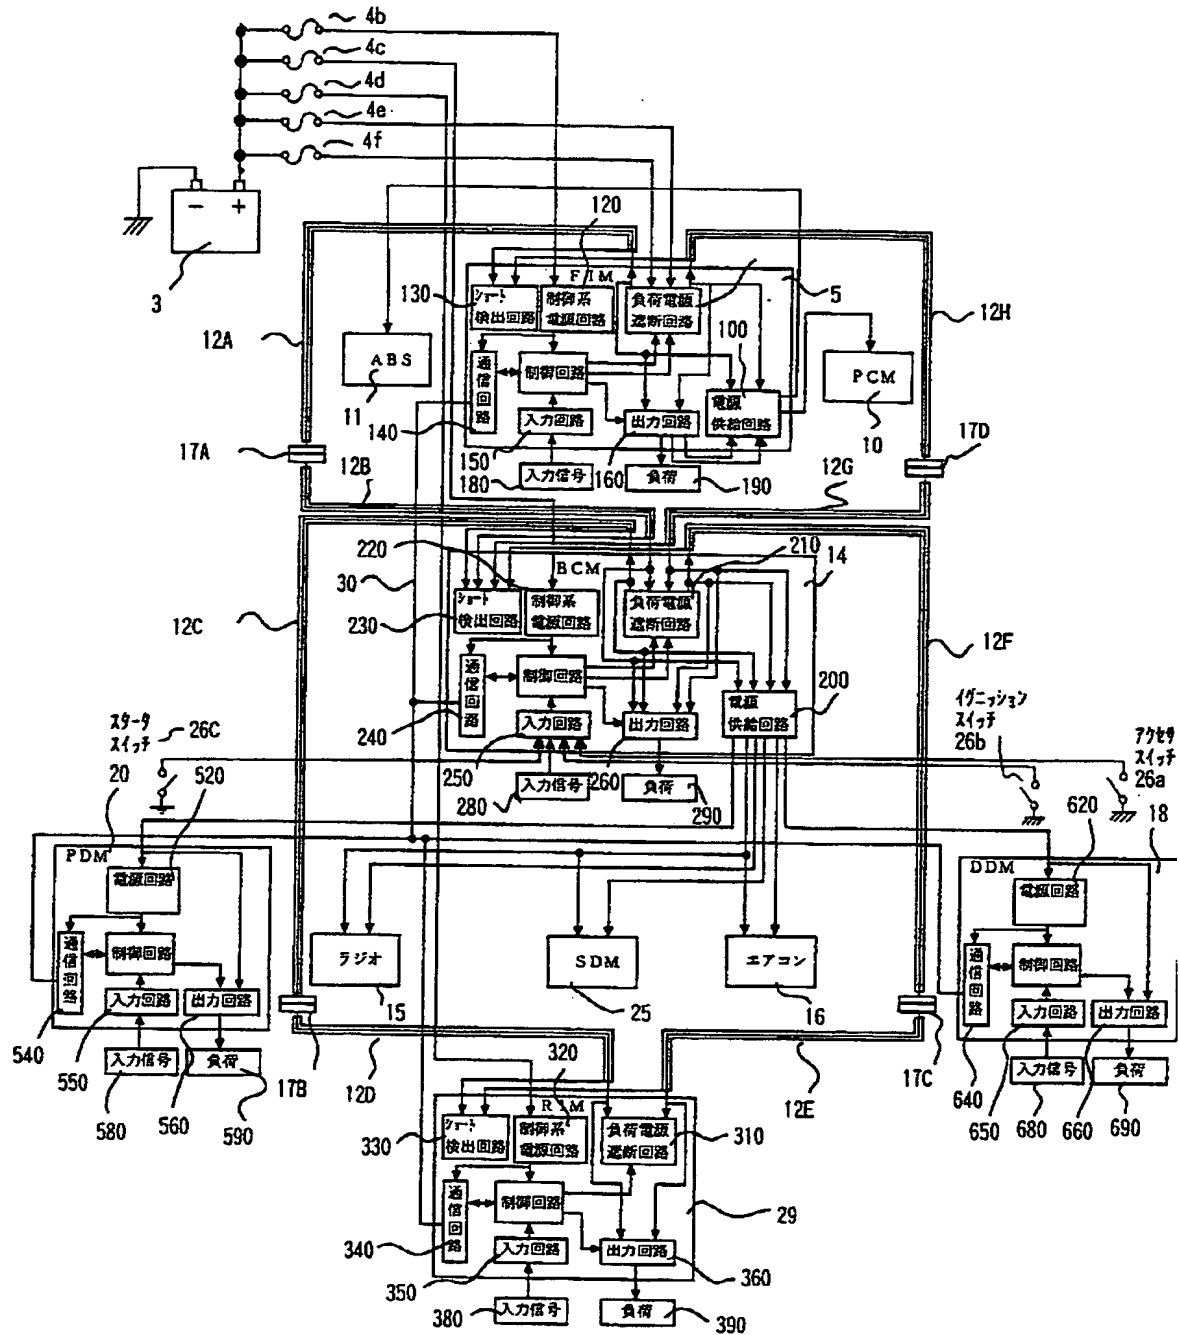 4b
4c
4d
4e
4f
− +
3
120
FIM
5
130
ショート
検出回路
制御系
電源回路
負荷電源
遮断回路
12A
12H
100
ABS
11
通信回路
制御回路
電源
供給回路
PCM
10
140
入力回路
出力回路
150
160
17A
17D
入力信号
180
負荷
190
12B
12G
220
210
BCM
14
30
ショート
検出回路
230
制御系
電源回路
負荷電源
遮断回路
12C
12F
通信回路
制御回路
200
電源
供給回路
240
入力回路
出力回路
250
260
スタータ
スイッチ
26C
イグニッション
スイッチ
26b
アクセサ
スイッチ
26a
入力信号
280
負荷
290
20
520
620
18
PDM
電源回路
DDM
電源回路
通信回路
制御回路
通信回路
制御回路
ラジオ
15
SDM
25
エアコン
16
入力回路
出力回路
入力回路
出力回路
540
550
560
入力信号
580
負荷
590
17B
12D
17C
12E
640
650
660
入力信号
680
負荷
690
320
RIM
330
ショート
検出回路
制御系
電源回路
負荷電源
遮断回路
310
通信回路
制御回路
29
340
入力回路
出力回路
350
360
入力信号
380
負荷
390